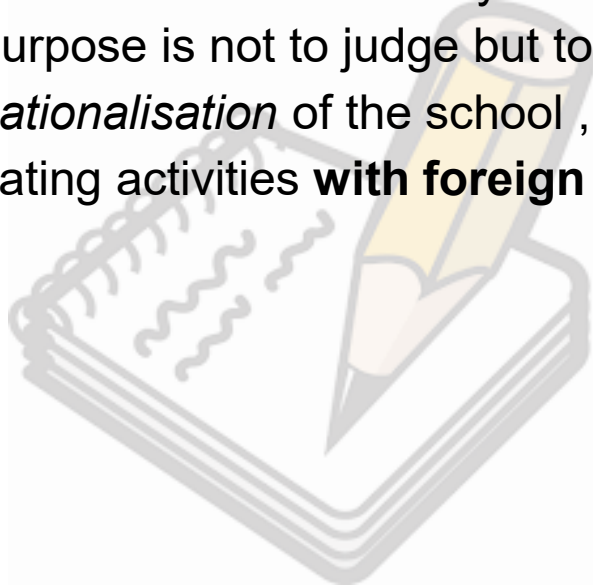 urpose is not to judge but to
ationalisation of the school ,
ating activities with foreign